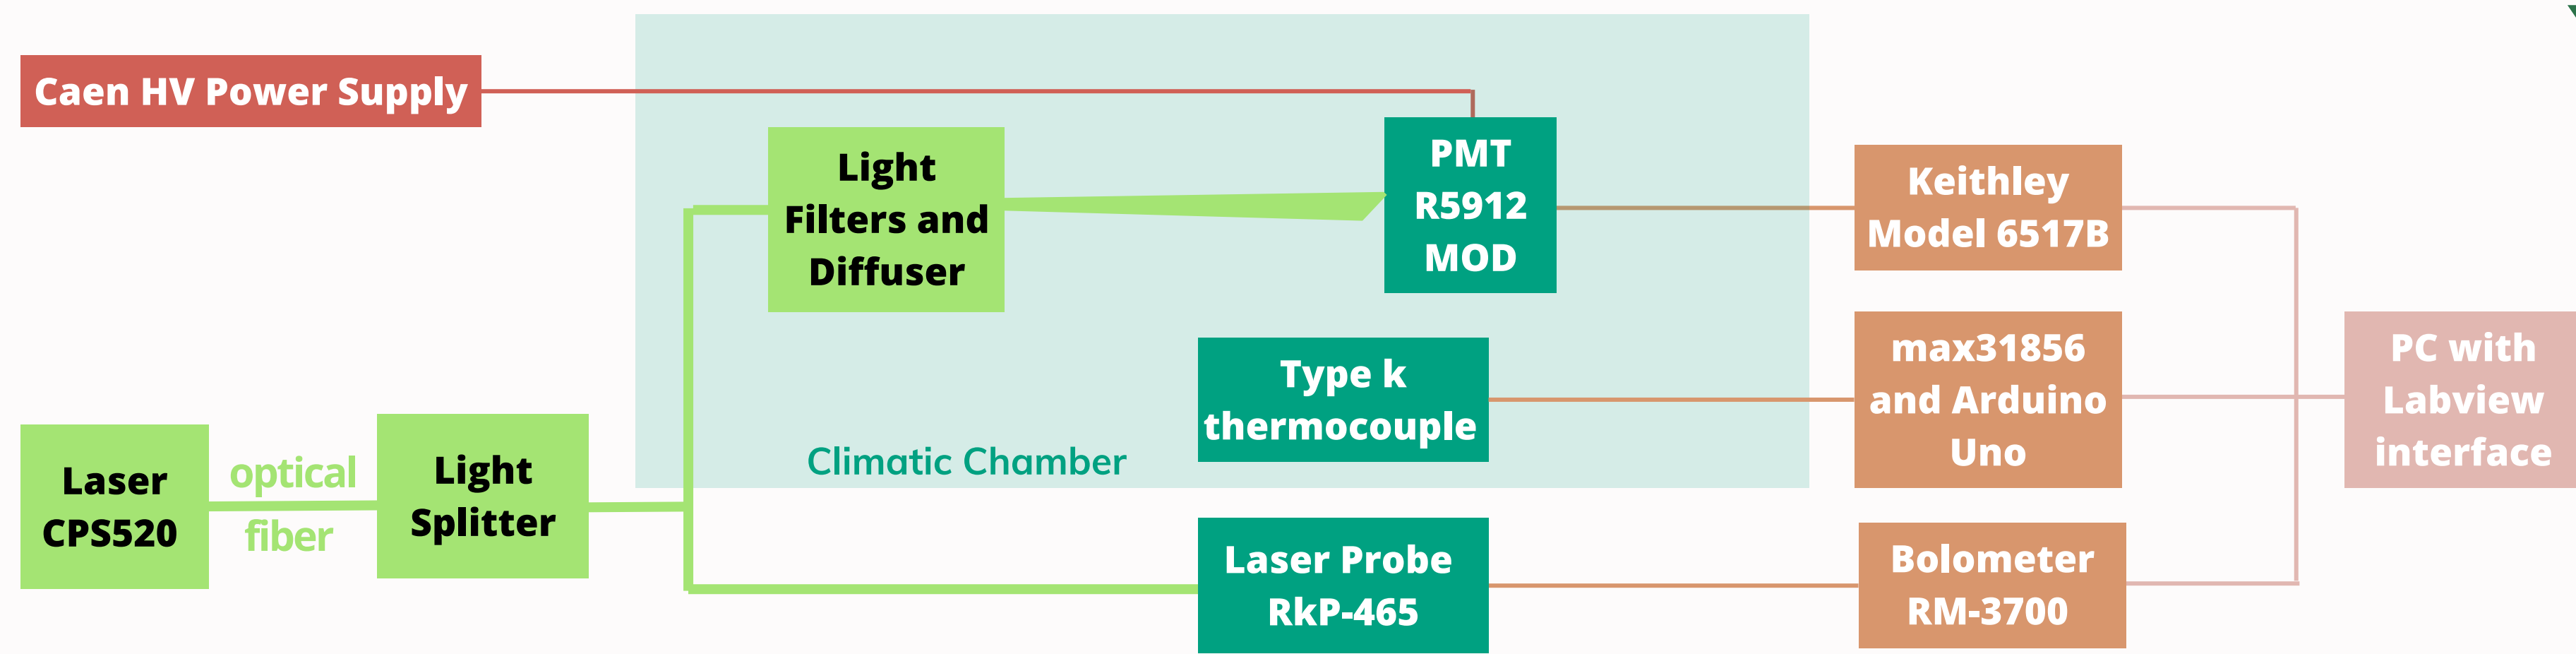 Caen HV Power Supply
Light
Filters and
Diffuser
PMT
R5912
MOD
Keithley
Model 6517B
Type k
thermocouple
max31856
and Arduino
Uno
PC with
Labview
interface
Climatic Chamber
Laser
CPS520
optical
fiber
Light
Splitter
Laser Probe
RkP-465
Bolometer
RM-3700